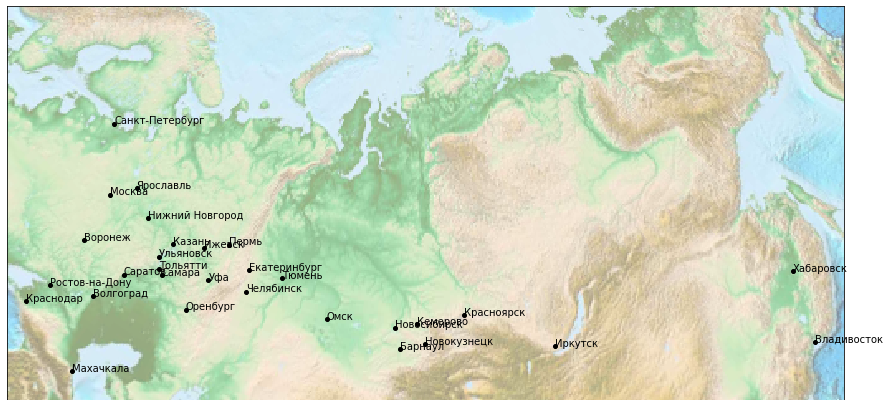 Санкт-Петербург
Ярославль
Москва
Нижний Новгород
Воронеж
Казань
Ижевск
Пермь
Ульяновск
Тольятти
Самара
Саратов
Уфа
Екатеринбург
Тюмень
Хабаровск
Ростов-на-Дону
Волгоград
Краснодар
Челябинск
Оренбург
Омск
Новосибирск
Кемерово
Красноярск
Барнаул
Новокузнецк
Иркутск
Владивосток
Махачкала